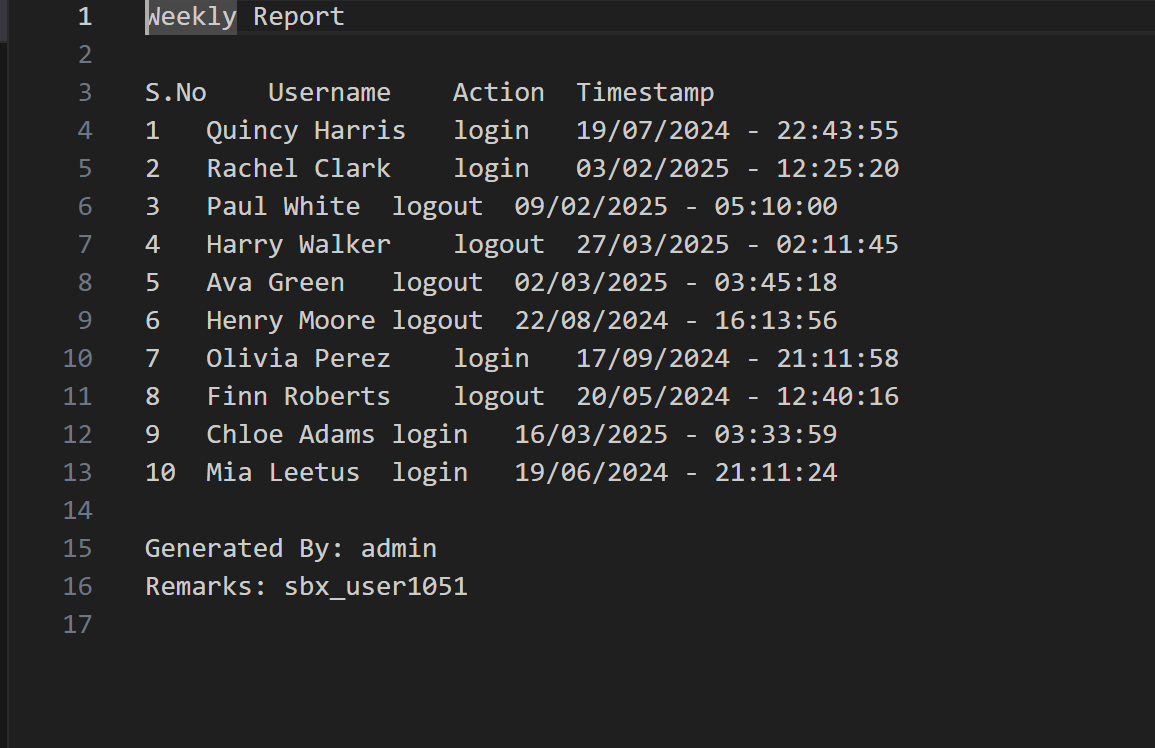 1 Weekly Report
2
3 S.No Username Action Timestamp
4 1 Quincy Harris login 19/07/2024 - 22:43:55
5 2 Rachel Clark login 03/02/2025 - 12:25:20
6 3 Paul White logout 09/02/2025 - 05:10:00
7 4 Harry Walker logout 27/03/2025 - 02:11:45
8 5 Ava Green logout 02/03/2025 - 03:45:18
9 6 Henry Moore logout 22/08/2024 - 16:13:56
10 7 Olivia Perez login 17/09/2024 - 21:11:58
11 8 Finn Roberts logout 20/05/2024 - 12:40:16
12 9 Chloe Adams login 16/03/2025 - 03:33:59
13 10 Mia Leetus login 19/06/2024 - 21:11:24
14
15 Generated By: admin
16 Remarks: sbx_user1051
17